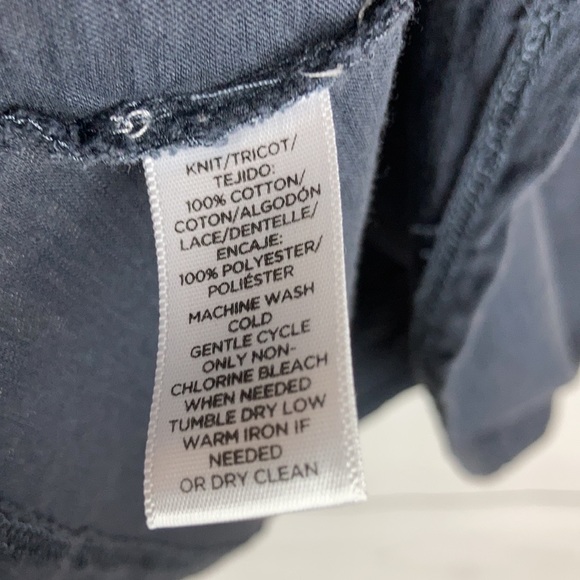 KNIT/TRICOT/
TEJIDO:
100% COTTON/
COTON/ALGODÓN
LACE/DENTELLE/
ENCAJE:
100% POLYESTER/
POLIÉSTER
MACHINE WASH
COLD
GENTLE CYCLE
ONLY NON-
CHLORINE BLEACH
WHEN NEEDED
TUMBLE DRY LOW
WARM IRON IF
NEEDED
OR DRY CLEAN